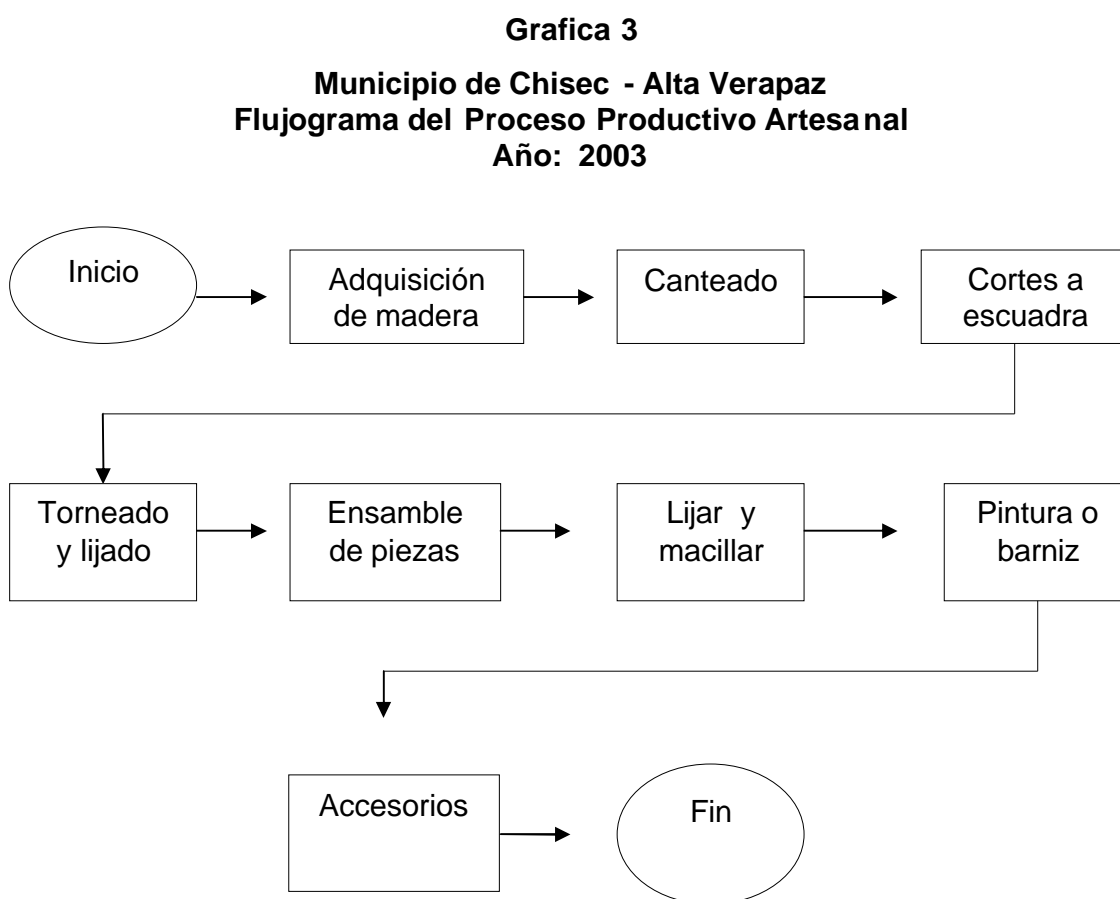 Grafica 3
Municipio de Chisec - Alta Verapaz
Flujograma del Proceso Productivo Artesanal
Año: 2003
Inicio
Adquisición
de madera
Canteado
Cortes a
escuadra
Torneado
y lijado
Ensamble
de piezas
Lijar y
macillar
Pintura o
barniz
Accesorios
Fin